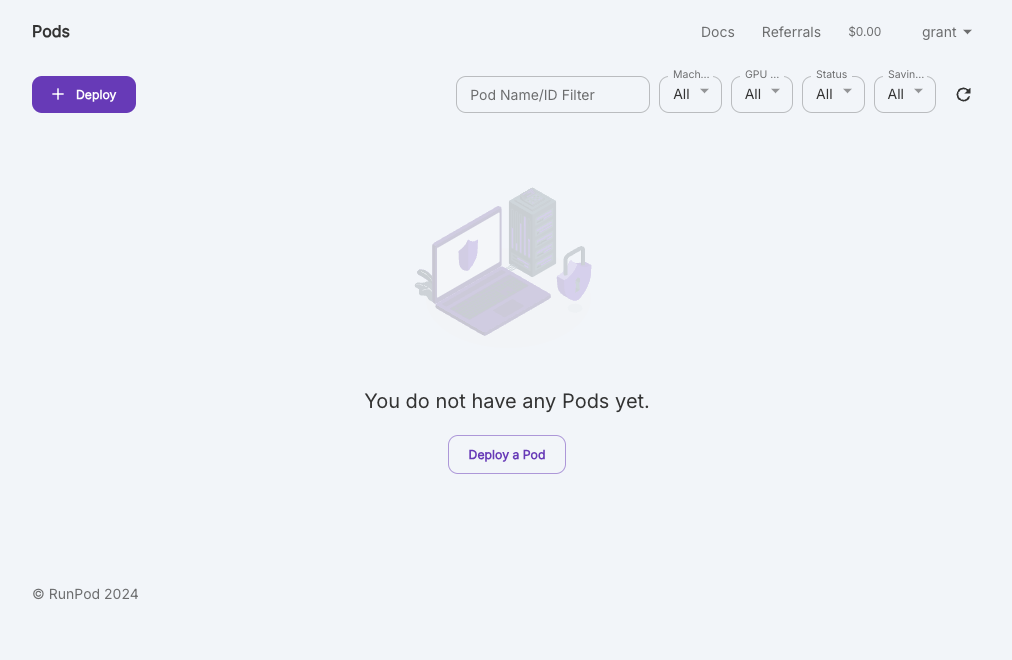 Pods
Docs
Referrals
$0.00
grant
Deploy
Pod Name/ID Filter
Mach...
All
GPU ...
All
Status
All
Savin...
All
You do not have any Pods yet.
Deploy a Pod
© RunPod 2024